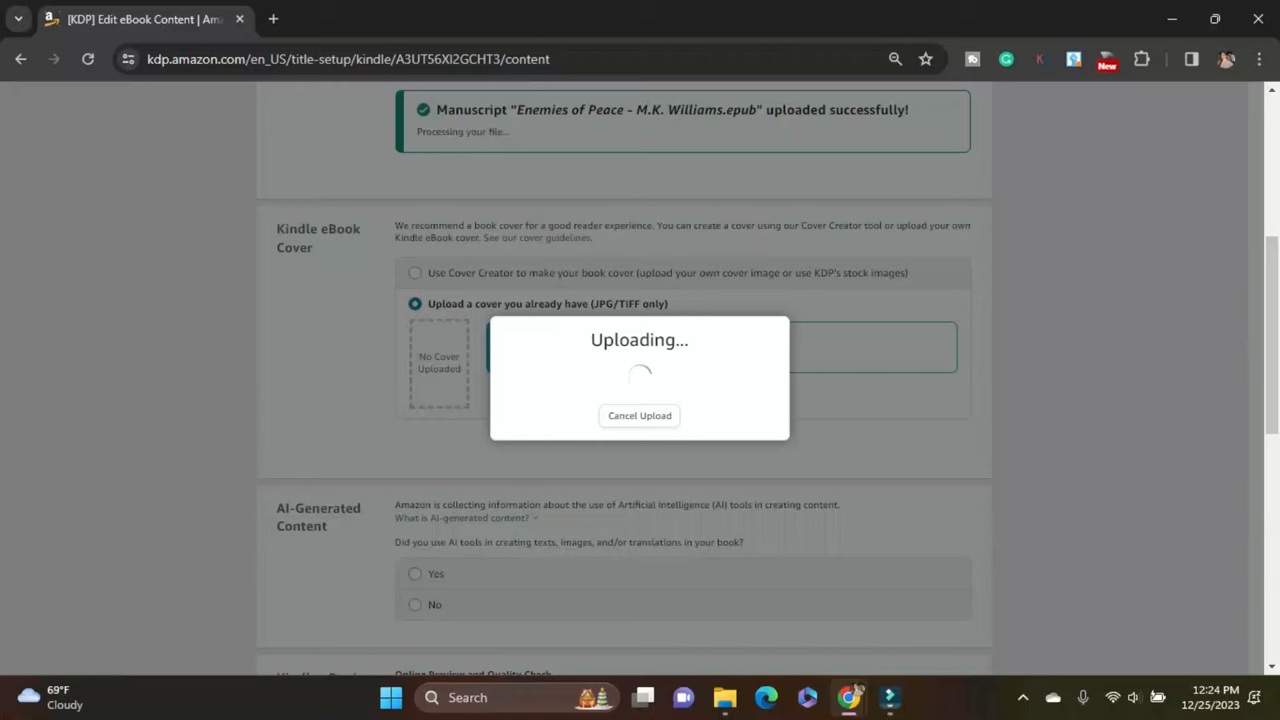 [KDP] Edit eBook Content | Am
kdp.amazon.com/en_US/title-setup/kindle/A3UT56XI2GCHT3/content
New
Manuscript "Enemies of Peace - M.K. Williams.epub" uploaded successfully!
Processing your file...
Kindle eBook
Cover
We recommend a book cover for a good reader experience. You can create a cover using our Cover Creator tool or upload your own
Kindle eBook cover. See our cover guidelines.
Use Cover Creator to make your book cover (upload your own cover image or use KDP's stock images)
Upload a cover you already have (JPG/TIFF only)
No Cover
Uploaded
Uploading...
Cancel Upload
AI-Generated
Content
Amazon is collecting information about the use of Artificial Intelligence (AI) tools in creating content.
What is AI-generated content?
Did you use AI tools in creating texts, images, and/or translations in your book?
Yes
No
Online Preview and Quality Check
69°F
Cloudy
Search
12:24 PM
12/25/2023